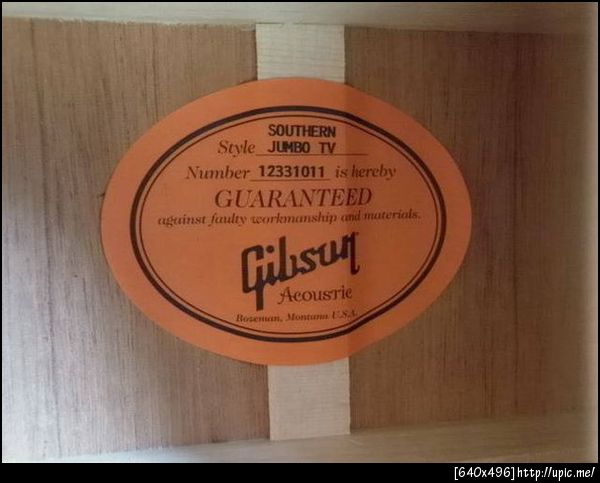 SOUTHERN
Style JUMBO TV
Number 12331011 is hereby
GUARANTEED
against faulty workmanship and materials.
Gibson
Acoustic
Bozeman, Montana U.S.A.
[640x496]http://upic.me/